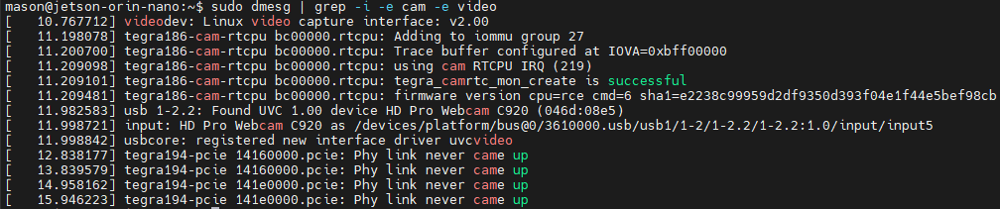 mason@jetson-orin-nano:~$ sudo dmesg | grep -i -e cam -e video
[   10.767712] videodev: Linux video capture interface: v2.00
[   11.198078] tegra186-cam-rtcpu bc00000.rtcpu: Adding to iommu group 27
[   11.200700] tegra186-cam-rtcpu bc00000.rtcpu: Trace buffer configured at IOVA=0xbff00000
[   11.209098] tegra186-cam-rtcpu bc00000.rtcpu: using cam RTCPU IRQ (219)
[   11.209101] tegra186-cam-rtcpu bc00000.rtcpu: tegra_camrtc_mon_create is successful
[   11.209481] tegra186-cam-rtcpu bc00000.rtcpu: firmware version cpu=rce cmd=6 sha1=e2238c99959d2df9350d393f04e1f44e5bef98cb
[   11.982583] usb 1-2.2: Found UVC 1.00 device HD Pro Webcam C920 (046d:08e5)
[   11.998721] input: HD Pro Webcam C920 as /devices/platform/bus@0/3610000.usb/usb1/1-2/1-2.2/1-2.2:1.0/input/input5
[   11.998842] usbcore: registered new interface driver uvcvideo
[   12.838177] tegra194-pcie 14160000.pcie: Phy link never came up
[   13.839579] tegra194-pcie 14160000.pcie: Phy link never came up
[   14.958162] tegra194-pcie 141e0000.pcie: Phy link never came up
[   15.946223] tegra194-pcie 141e0000.pcie: Phy link never came up